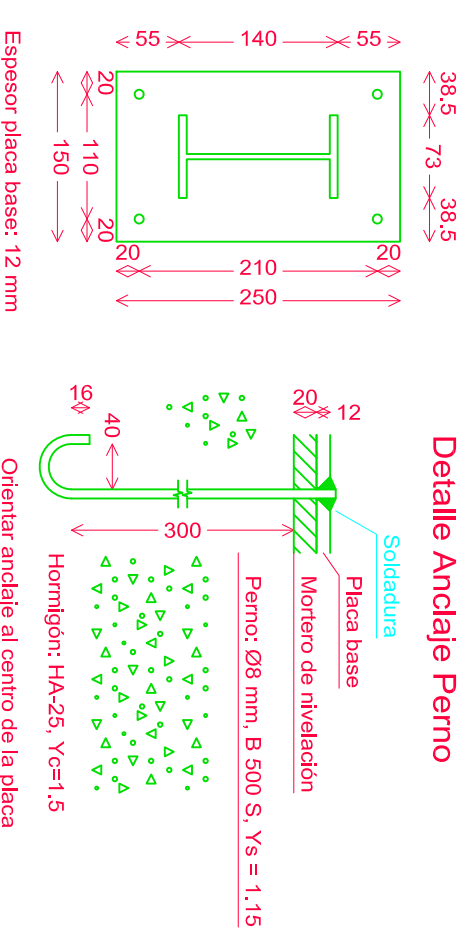 55
140
55
38.5
73
38.5
20
110
20
150
20
210
20
250
Espesor placa base: 12 mm
Detalle Anclaje Perno
Soldadura
Placa base
Mortero de nivelación
Perno: Ø8 mm, B 500 S, Ys = 1.15
Hormigón: HA-25, Yc=1.5
Orientar anclaje al centro de la placa
16
40
20
12
300